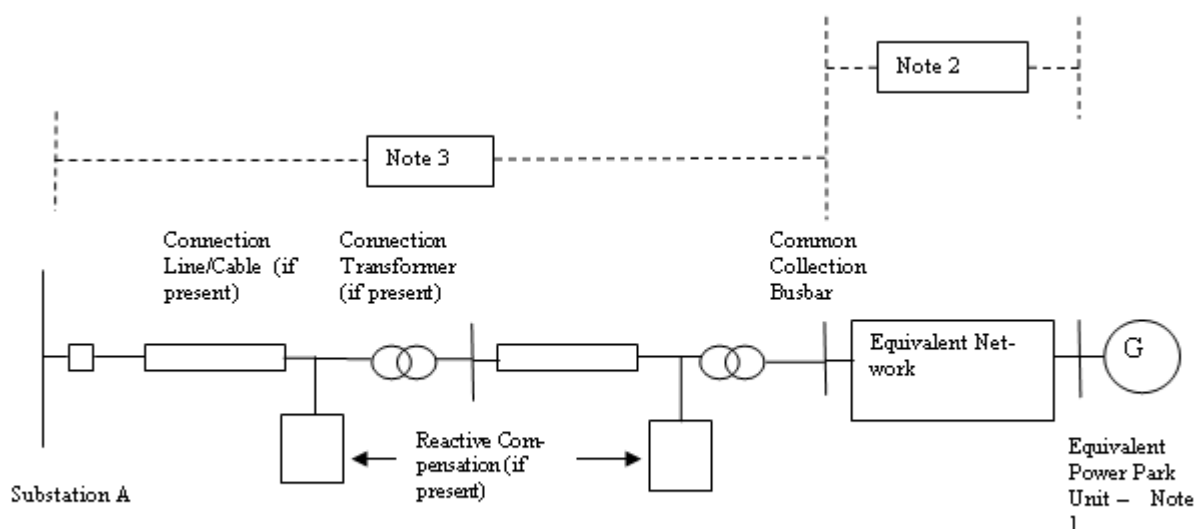 Note 2
Note 3
Connection
Line/Cable (if
present)
Connection
Transformer
(if present)
Common
Collection
Busbar
Equivalent Net-
work
G
Reactive Com-
pensation (if
present)
Substation A
Equivalent
Power Park
Unit – Note
1